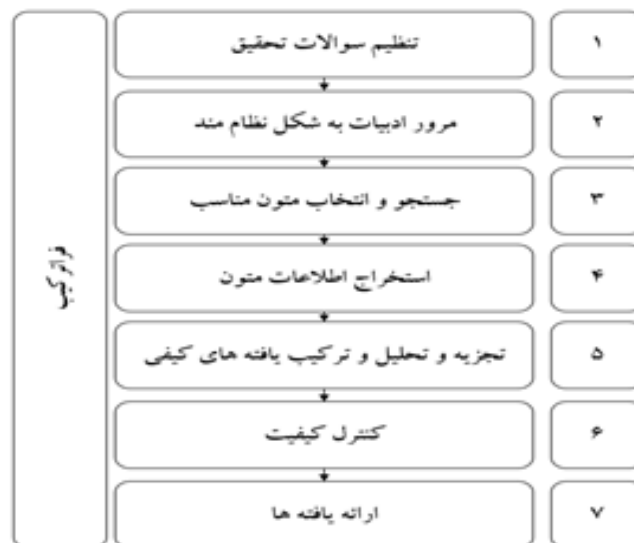 ۱
تنظیم سوالات تحقیق
۲
مرور ادبیات به شکل نظام مند
۳
جستجو و انتخاب متون مناسب
۴
استخراج اطلاعات متون
۵
تجزیه و تحلیل و ترکیب یافته های کیفی
۶
کنترل کیفیت
۷
ارائه یافته ها
فراترکیب